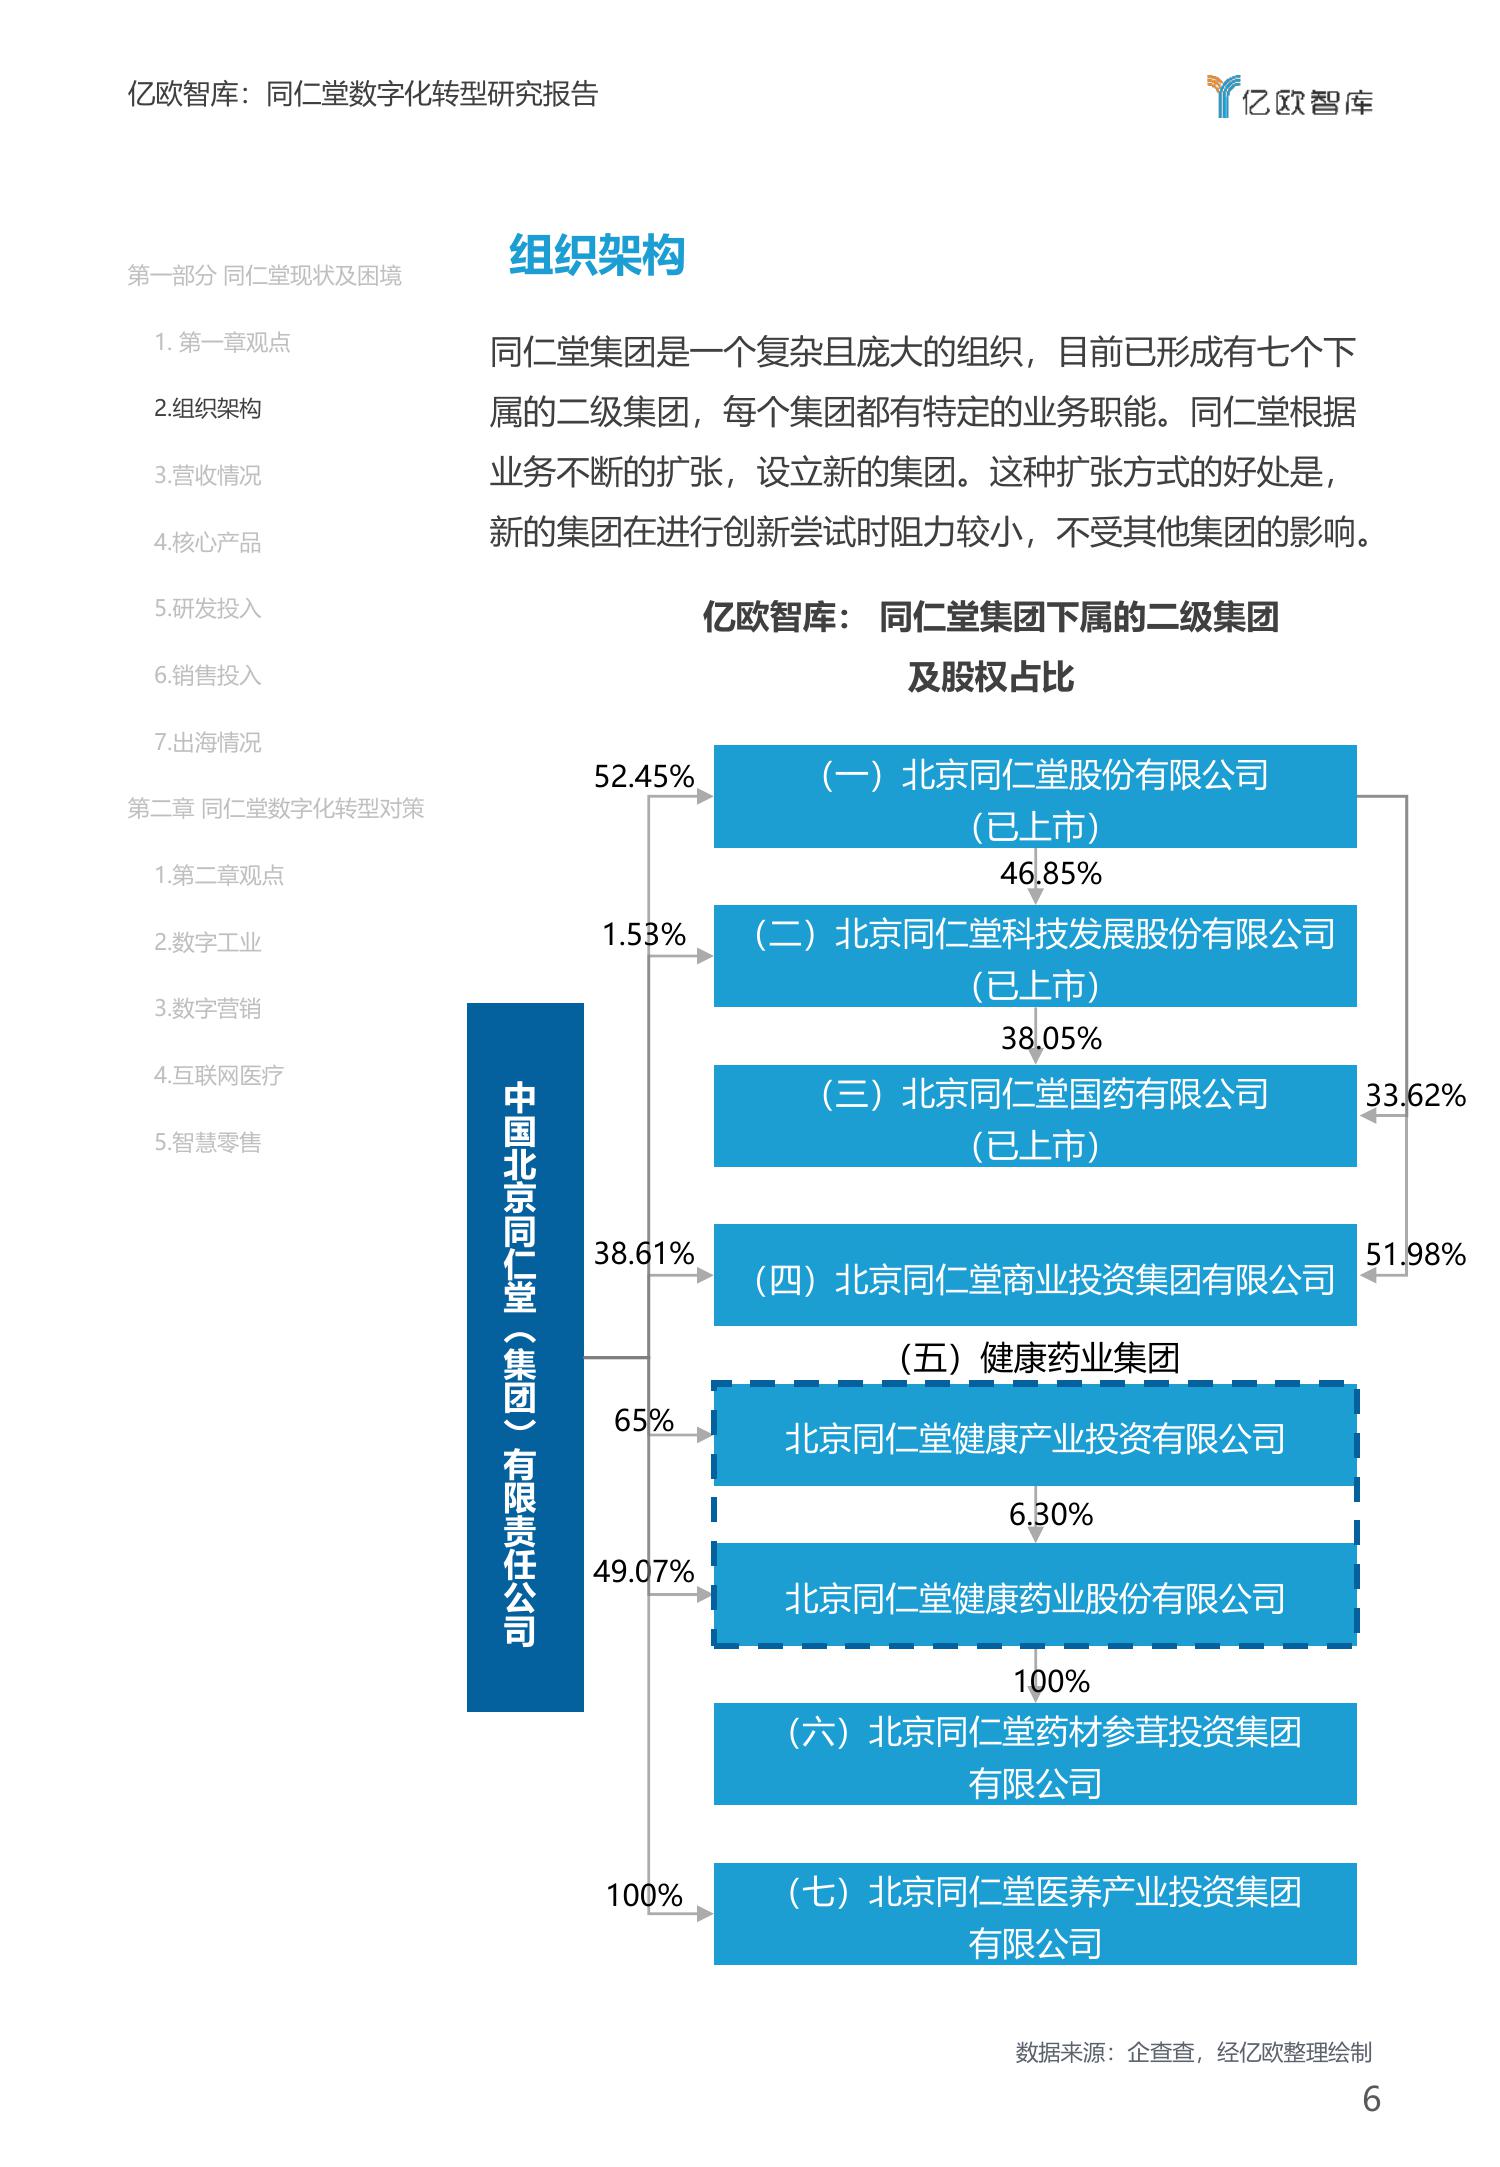 亿欧智库：同仁堂数字化转型研究报告
亿欧智库
第一部分 同仁堂现状及困境
1. 第一章观点
2.组织架构
3.营收情况
4.核心产品
5.研发投入
6.销售投入
7.出海情况
第二章 同仁堂数字化转型对策
1.第二章观点
2.数字工业
3.数字营销
4.互联网医疗
5.智慧零售
组织架构
同仁堂集团是一个复杂且庞大的组织，目前已形成有七个下
属的二级集团，每个集团都有特定的业务职能。同仁堂根据
业务不断的扩张，设立新的集团。这种扩张方式的好处是，
新的集团在进行创新尝试时阻力较小，不受其他集团的影响。
亿欧智库： 同仁堂集团下属的二级集团
及股权占比
中国北京同仁堂（集团）有限责任公司
52.45%
（一）北京同仁堂股份有限公司
（已上市）
46.85%
1.53%
（二）北京同仁堂科技发展股份有限公司
（已上市）
38.05%
（三）北京同仁堂国药有限公司
（已上市）
33.62%
38.61%
（四）北京同仁堂商业投资集团有限公司
51.98%
（五）健康药业集团
65%
北京同仁堂健康产业投资有限公司
6.30%
49.07%
北京同仁堂健康药业股份有限公司
100%
（六）北京同仁堂药材参茸投资集团
有限公司
100%
（七）北京同仁堂医养产业投资集团
有限公司
数据来源：企查查，经亿欧整理绘制
6